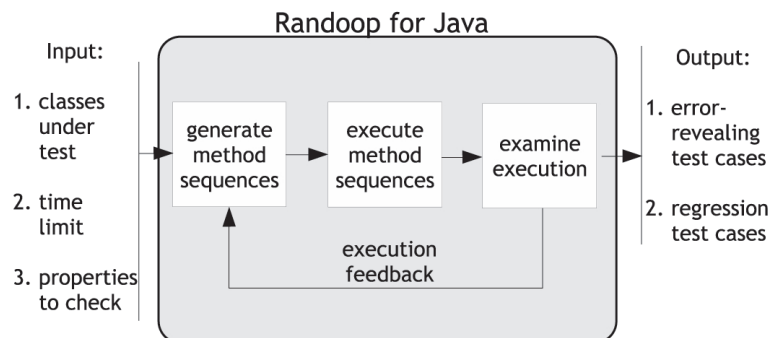 Randoop for Java
Input:
1. classes
under
test
2. time
limit
3. properties
to check
generate
method
sequences
execute
method
sequences
examine
execution
execution
feedback
Output:
1. error-
revealing
test cases
2. regression
test cases